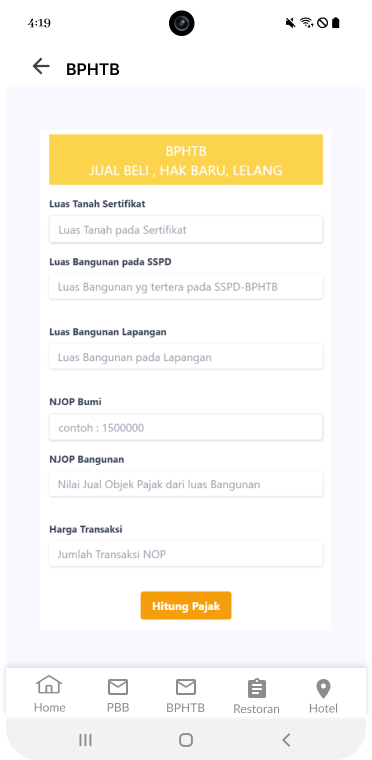 4:19
BPHTB
BPHTB
JUAL BELI , HAK BARU, LELANG
Luas Tanah Sertifikat
Luas Tanah pada Sertifikat
Luas Bangunan pada SSPD
Luas Bangunan yg tertera pada SSPD-BPHTB
Luas Bangunan Lapangan
Luas Bangunan pada Lapangan
NJOP Bumi
contoh : 1500000
NJOP Bangunan
Nilai Jual Objek Pajak dari luas Bangunan
Harga Transaksi
Jumlah Transaksi NOP
Hitung Pajak
Home PBB BPHTB Restoran Hotel